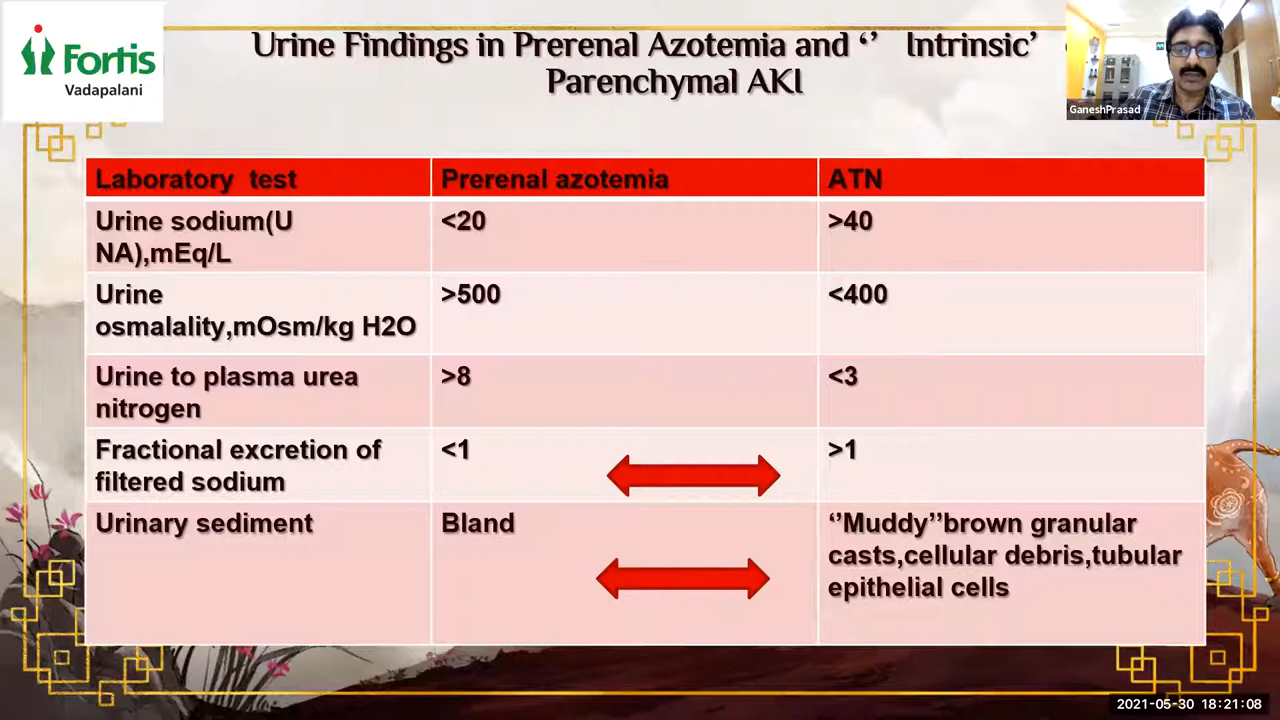 Fortis
Vadapalani
Urine Findings in Prerenal Azotemia and ‘’ Intrinsic’
Parenchymal AKI
GaneshPrasad
Laboratory test
Prerenal azotemia
ATN
Urine sodium(U
NA),mEq/L
<20
>40
Urine
osmalality,mOsm/kg H2O
>500
<400
Urine to plasma urea
nitrogen
>8
<3
Fractional excretion of
filtered sodium
<1
>1
Urinary sediment
Bland
‘’Muddy’’brown granular
casts,cellular debris,tubular
epithelial cells
2021-05-30 18:21:08